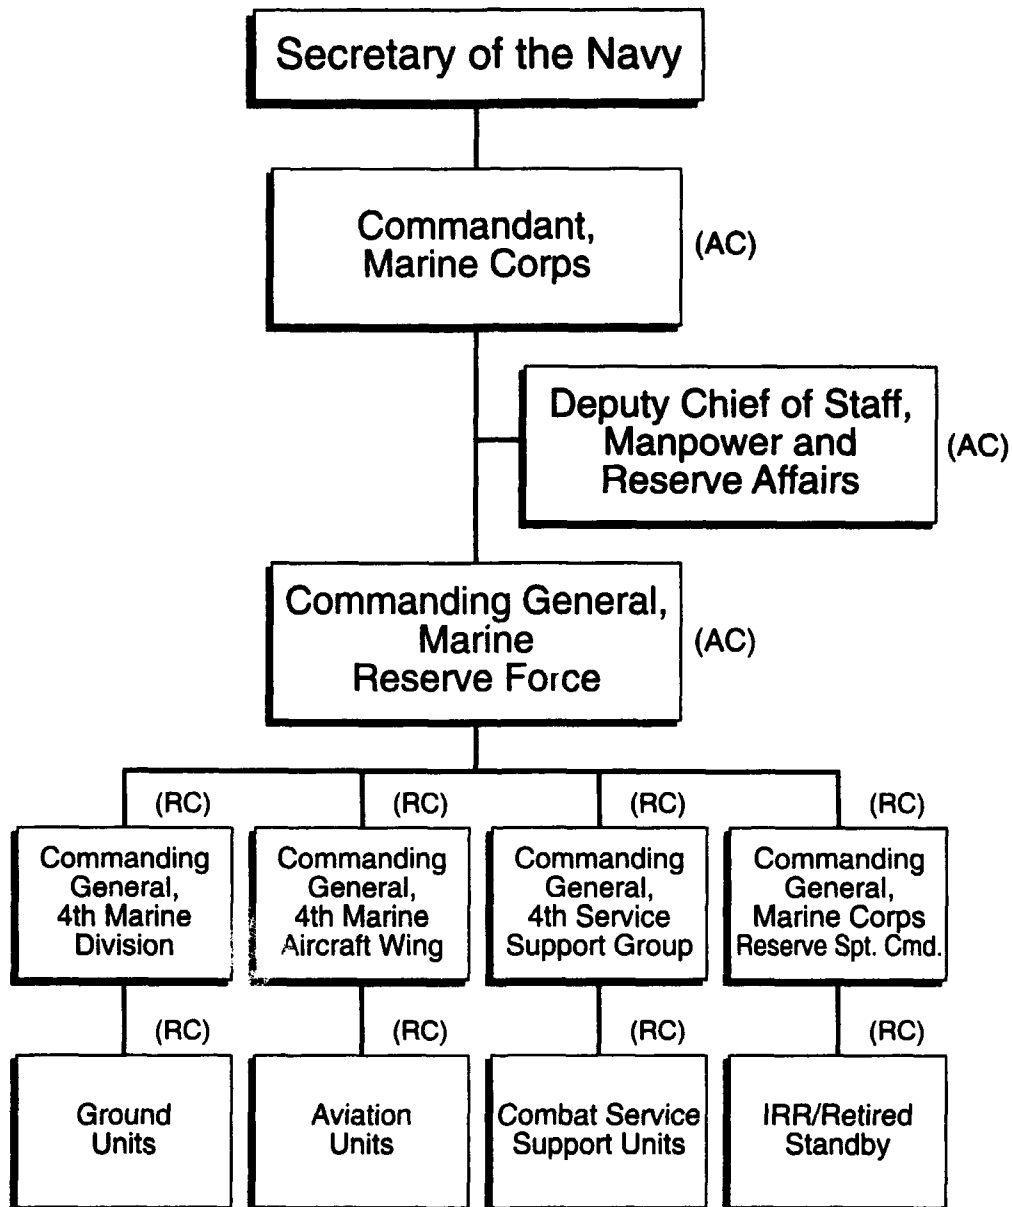 Secretary of the Navy
Commandant,
Marine Corps
(AC)
Deputy Chief of Staff,
Manpower and
Reserve Affairs
(AC)
Commanding General,
Marine
Reserve Force
(AC)
(RC)
(RC)
(RC)
(RC)
Commanding
General,
4th Marine
Division
Commanding
General,
4th Marine
Aircraft Wing
Commanding
General,
4th Service
Support Group
Commanding
General,
Marine Corps
Reserve Spt. Cmd.
(RC)
(RC)
(RC)
(RC)
Ground
Units
Aviation
Units
Combat Service
Support Units
IRR/Retired
Standby